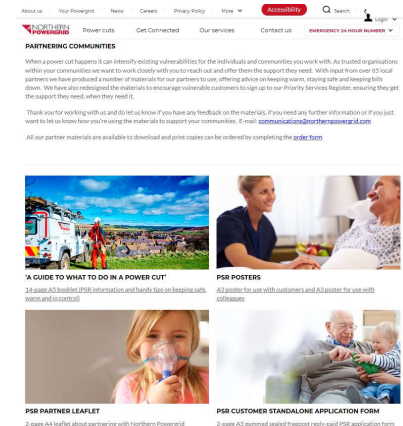 About us Your Powergrid News Careers Privacy Policy More Accessibility Search
Login
NORTHERN POWERGRID Power cuts Get Connected Our services Contact us EMERGENCY 24 HOUR NUMBER
PARTNERING COMMUNITIES
When a power cut happens it can intensify existing vulnerabilities for the individuals and communities you work with. As trusted organisations
within your communities we want to work closely with you to reach out and offer them the support they need. With input from over 85 local
partners we have produced a number of materials for our partners to use, offering advice on keeping warm, staying safe and keeping bills
down. We have also redesigned the materials to encourage vulnerable customers to sign up to our Priority Services Register, ensuring they get
the support they need, when they need it.
Thank you for working with us and do let us know if you have any feedback on the materials, if you need any further information or if you just
want to let us know how you're using the materials to support your communities. E-mail: communications@northernpowergrid.com
All our partner materials are available to download and print copies can be ordered by completing the order form.
'A GUIDE TO WHAT TO DO IN A POWER CUT'
14-page A5 booklet (PSR information and handy tips on keeping safe,
warm and in control)
PSR POSTERS
A3 poster for use with customers and A3 poster for use with
colleagues
PSR PARTNER LEAFLET
2-page A4 leaflet about partnering with Northern Powergrid
PSR CUSTOMER STANDALONE APPLICATION FORM
2-page A5 gummed sealed freepost reply-paid PSR application form